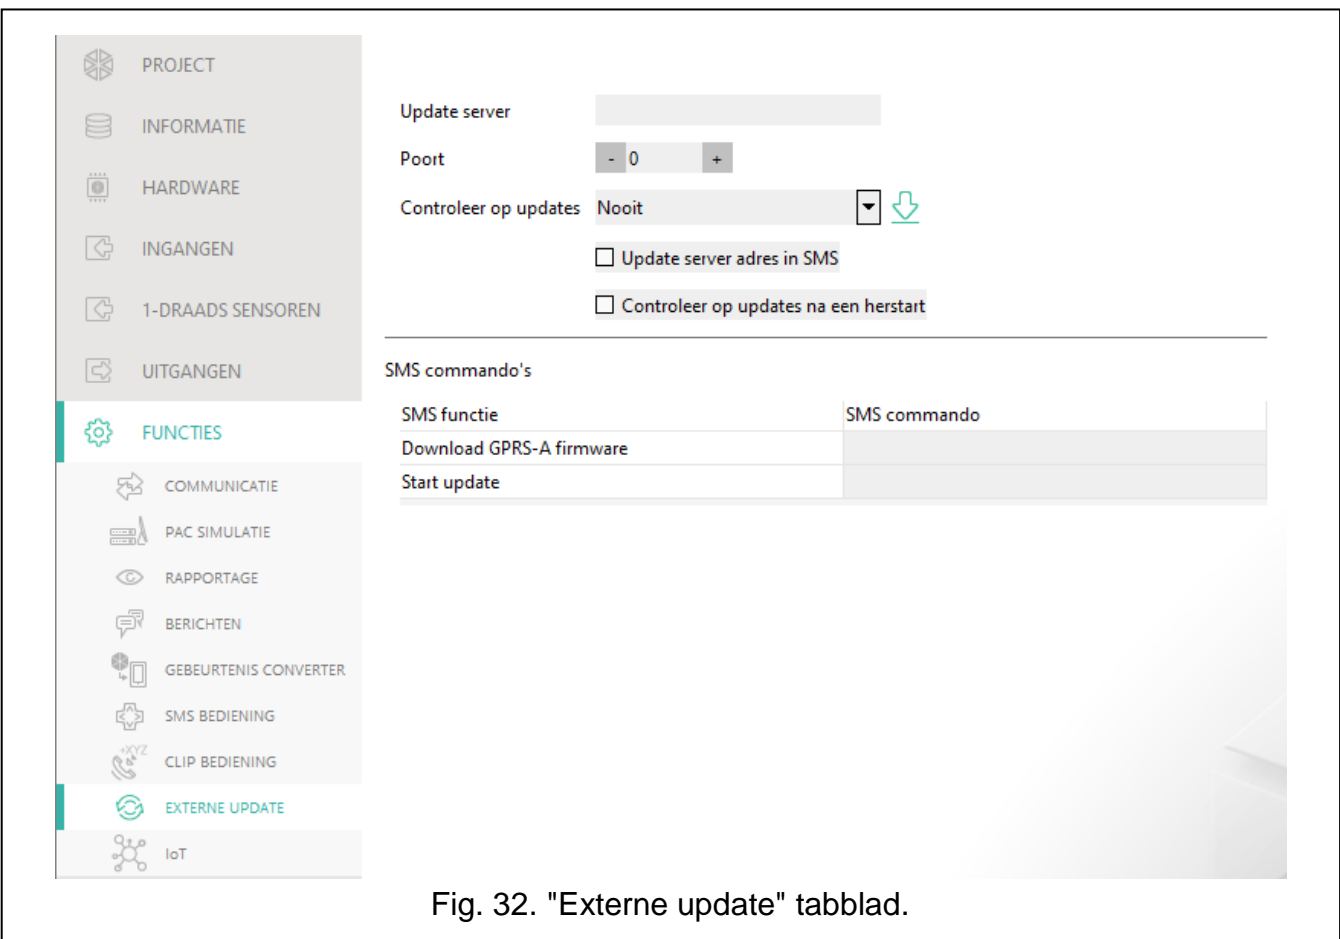 PROJECT
INFORMATIE
HARDWARE
INGANGEN
1-DRAADS SENSOREN
UITGANGEN
FUNCTIES
COMMUNICATIE
PAC SIMULATIE
RAPPORTAGE
BERICHTEN
GEBEURTENIS CONVERTER
SMS BEDIENING
+XYZ
CLIP BEDIENING
EXTERNE UPDATE
IoT
Update server
Poort - 0 +
Controleer op updates Nooit
Update server adres in SMS
Controleer op updates na een herstart
SMS commando's
SMS functie SMS commando
Download GPRS-A firmware
Start update
Fig. 32. "Externe update" tabblad.